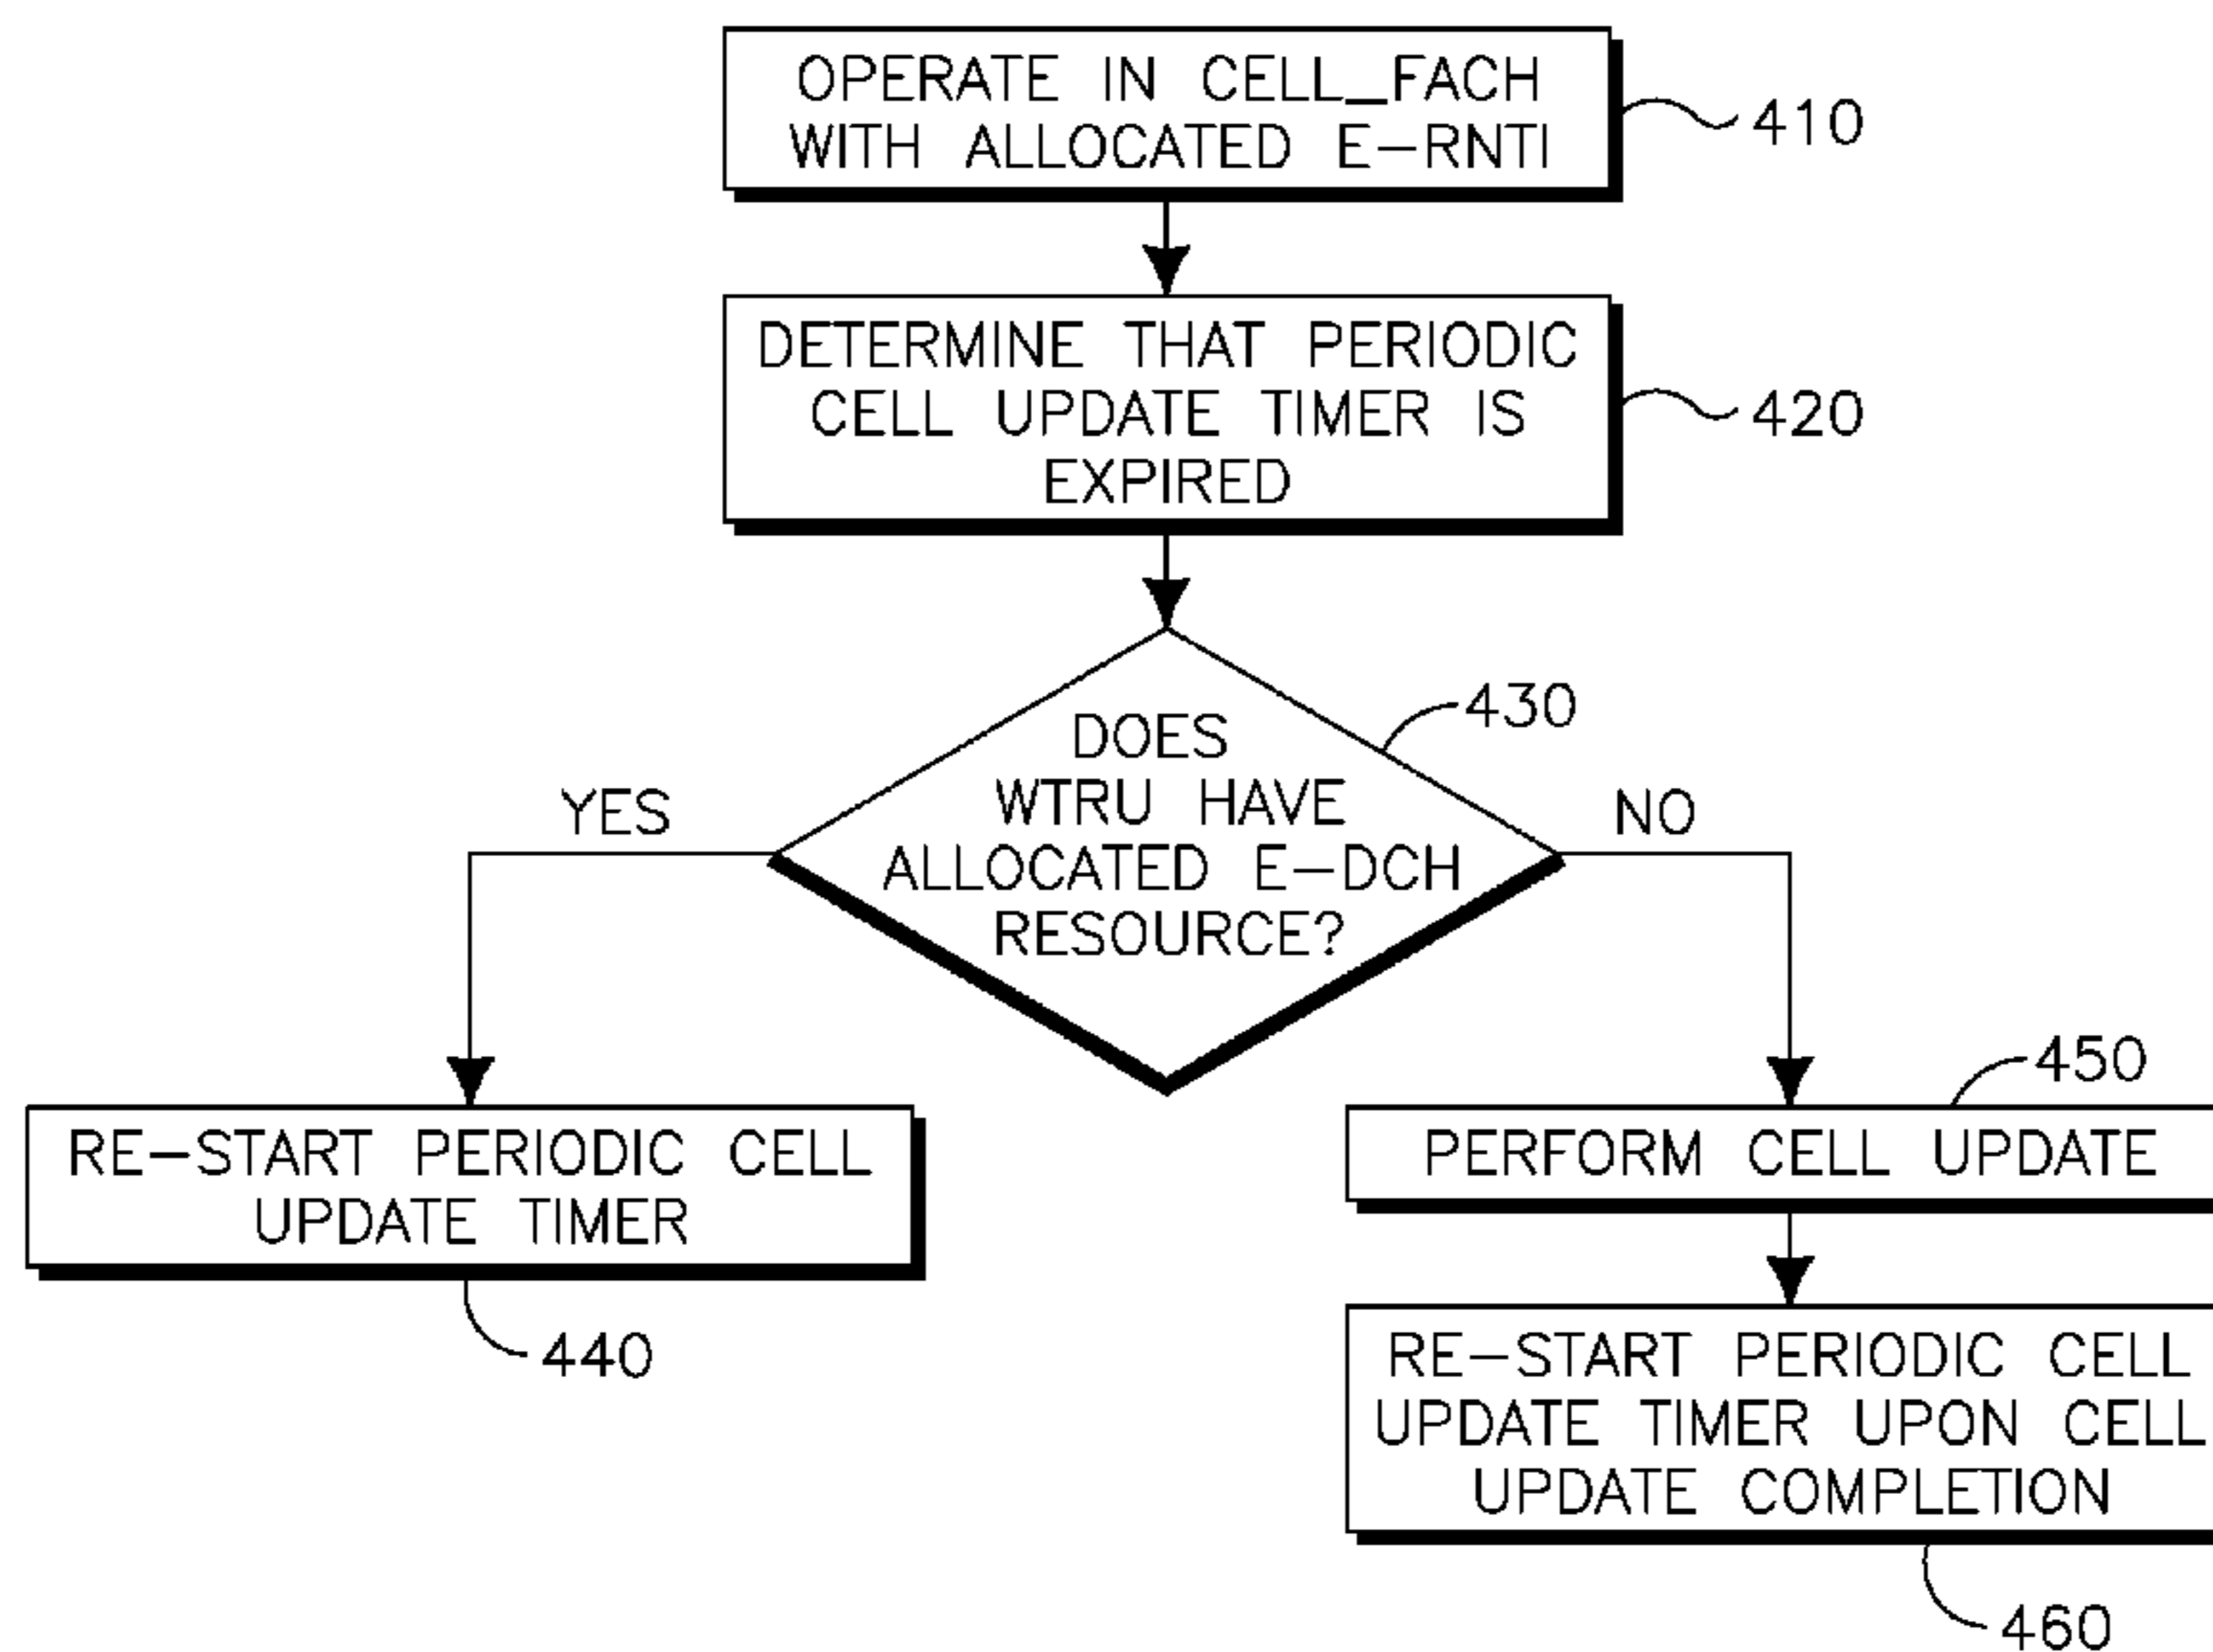 OPERATE IN CELL_FACH
WITH ALLOCATED E-RNTI
410
DETERMINE THAT PERIODIC
CELL UPDATE TIMER IS
EXPIRED
420
DOES
WTRU HAVE
ALLOCATED E-DCH
RESOURCE?
430
YES
NO
RE-START PERIODIC CELL
UPDATE TIMER
440
450
PERFORM CELL UPDATE
RE-START PERIODIC CELL
UPDATE TIMER UPON CELL
UPDATE COMPLETION
460